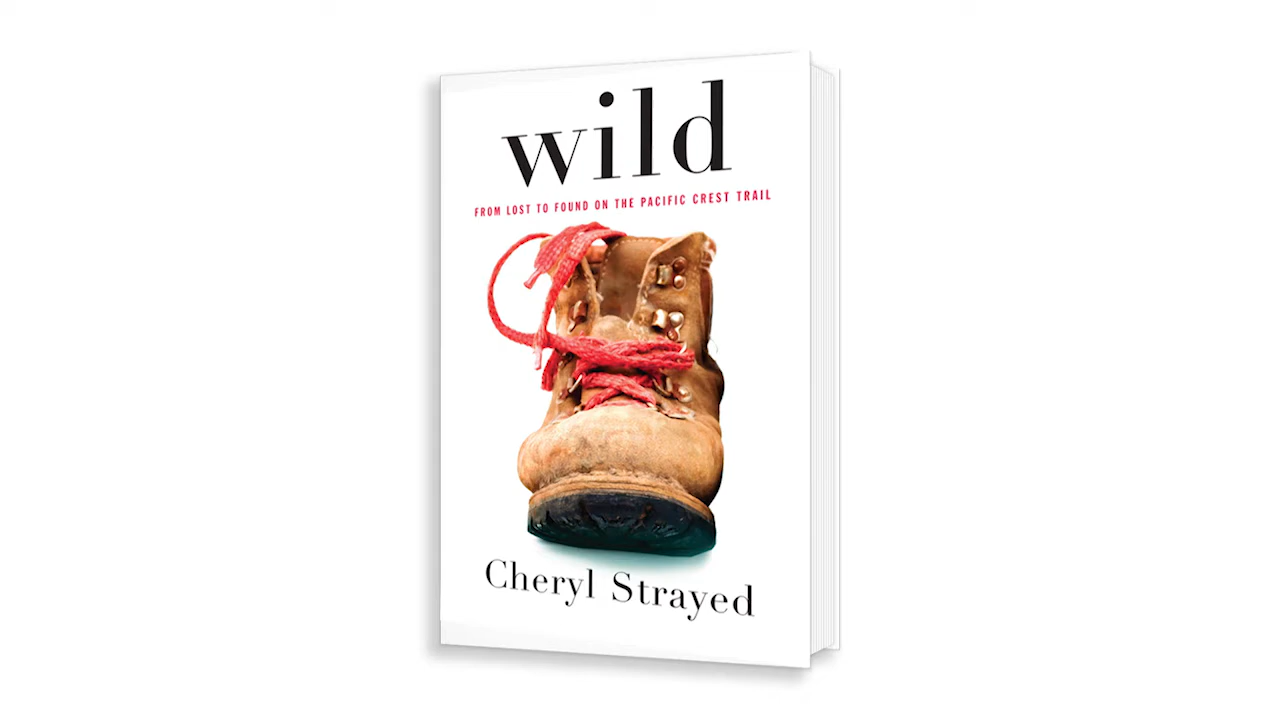 wild
FROM LOST TO FOUND ON THE PACIFIC CREST TRAIL
Cheryl Strayed